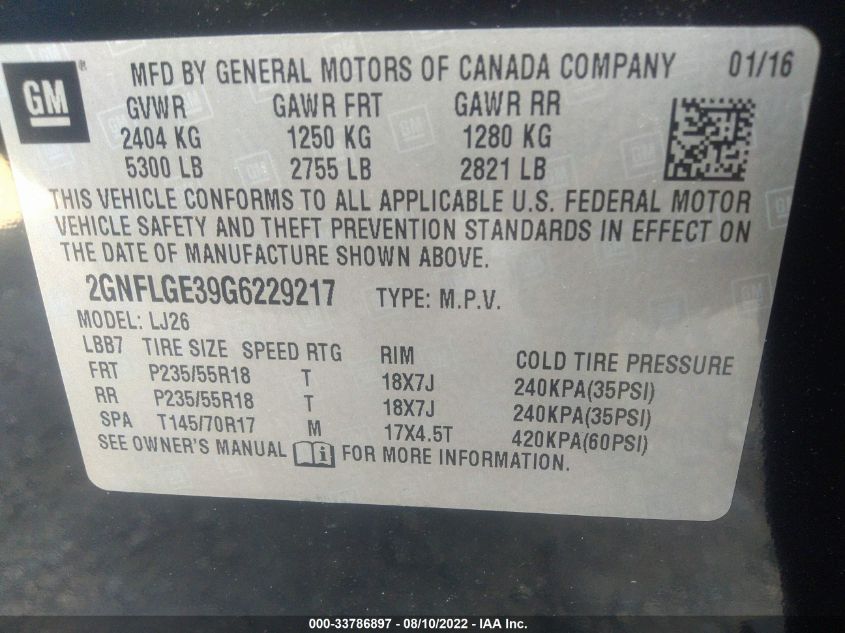 GM ® MFD BY GENERAL MOTORS OF CANADA COMPANY 01/16
GVWR GAWR FRT GAWR RR
2404 KG 1250 KG 1280 KG
5300 LB 2755 LB 2821 LB
THIS VEHICLE CONFORMS TO ALL APPLICABLE U.S. FEDERAL MOTOR
VEHICLE SAFETY AND THEFT PREVENTION STANDARDS IN EFFECT ON
THE DATE OF MANUFACTURE SHOWN ABOVE.
2GNFLGE39G6229217 TYPE: M.P.V.
MODEL: LJ26
LBB7 TIRE SIZE SPEED RTG RIM COLD TIRE PRESSURE
FRT P235/55R18 T 18X7J 240KPA(35PSI)
RR P235/55R18 T 18X7J 240KPA(35PSI)
SPA T145/70R17 M 17X4.5T 420KPA(60PSI)
SEE OWNER'S MANUAL i FOR MORE INFORMATION.
000-33786897 - 08/10/2022 - IAA Inc.